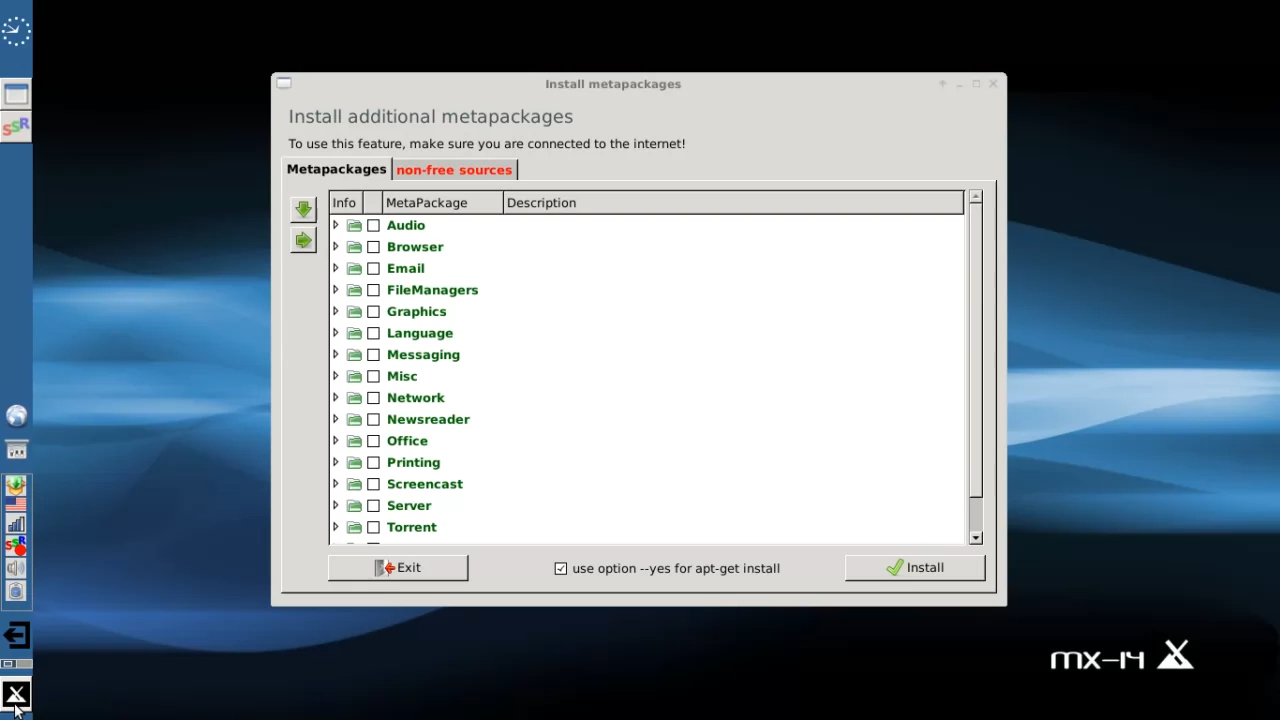 Install metapackages
Install additional metapackages
To use this feature, make sure you are connected to the internet!
Metapackages non-free sources
Info MetaPackage Description
Audio
Browser
Email
FileManagers
Graphics
Language
Messaging
Misc
Network
Newsreader
Office
Printing
Screencast
Server
Torrent
Exit use option --yes for apt-get install Install
SSR
SSR
mx-14